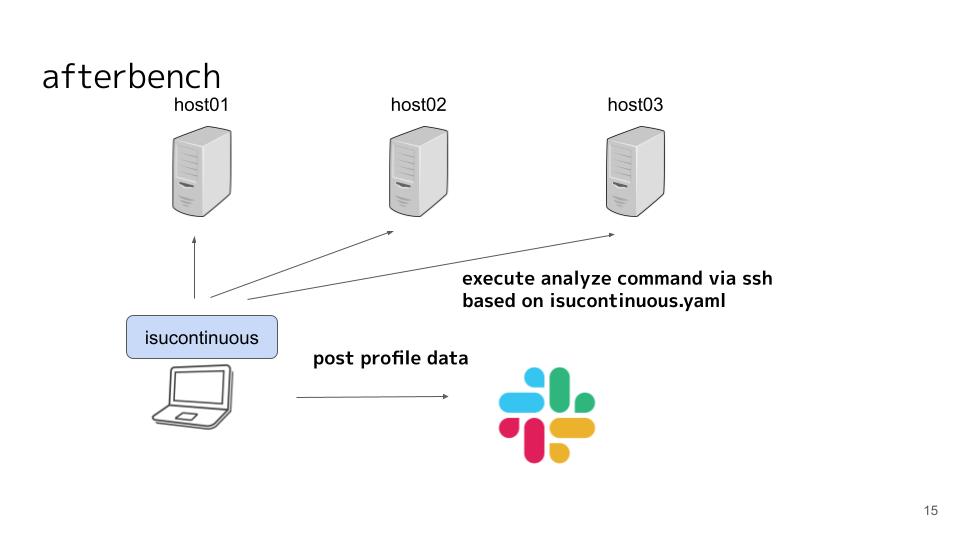 afterbench
host01
host02
host03
execute analyze command via ssh
based on isucontinuous.yaml
isucontinuous
post profile data
15